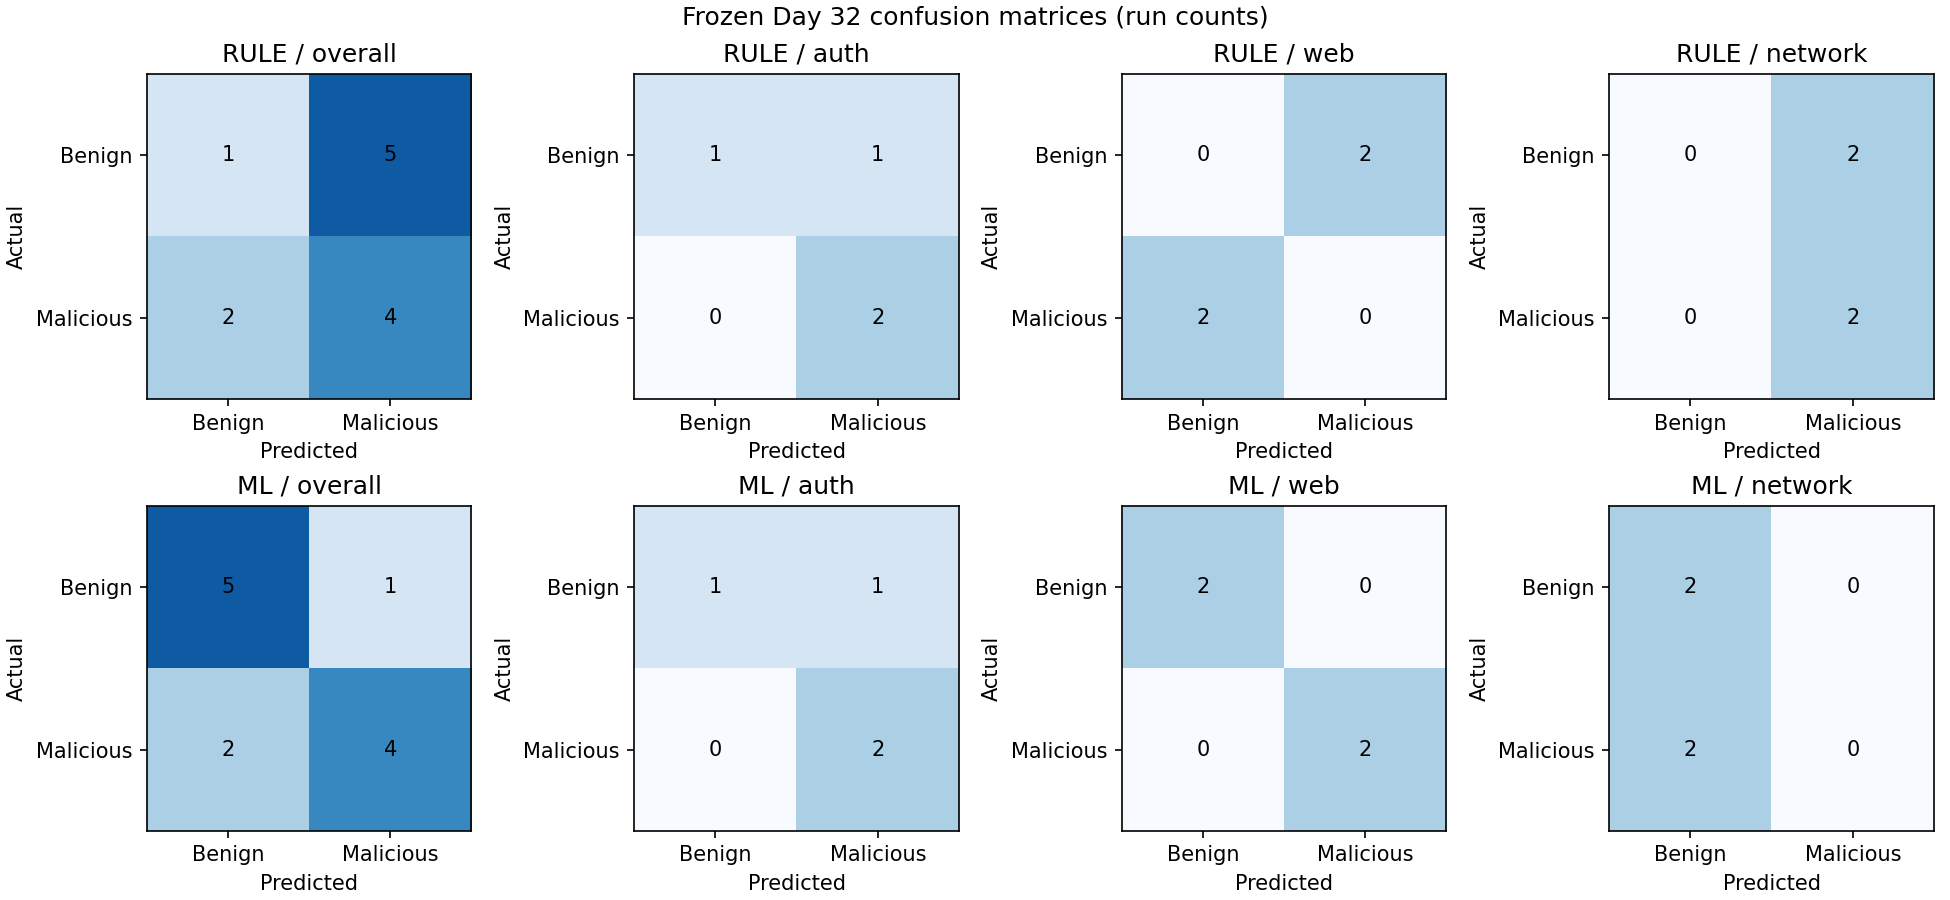 Frozen Day 32 confusion matrices (run counts)
RULE / overall
Actual
Benign
1
5
Malicious
2
4
Benign
Malicious
Predicted
RULE / auth
Actual
Benign
1
1
Malicious
0
2
Benign
Malicious
Predicted
RULE / web
Actual
Benign
0
2
Malicious
2
0
Benign
Malicious
Predicted
RULE / network
Actual
Benign
0
2
Malicious
0
2
Benign
Malicious
Predicted
ML / overall
Actual
Benign
5
1
Malicious
2
4
Benign
Malicious
Predicted
ML / auth
Actual
Benign
1
1
Malicious
0
2
Benign
Malicious
Predicted
ML / web
Actual
Benign
2
0
Malicious
0
2
Benign
Malicious
Predicted
ML / network
Actual
Benign
2
0
Malicious
2
0
Benign
Malicious
Predicted